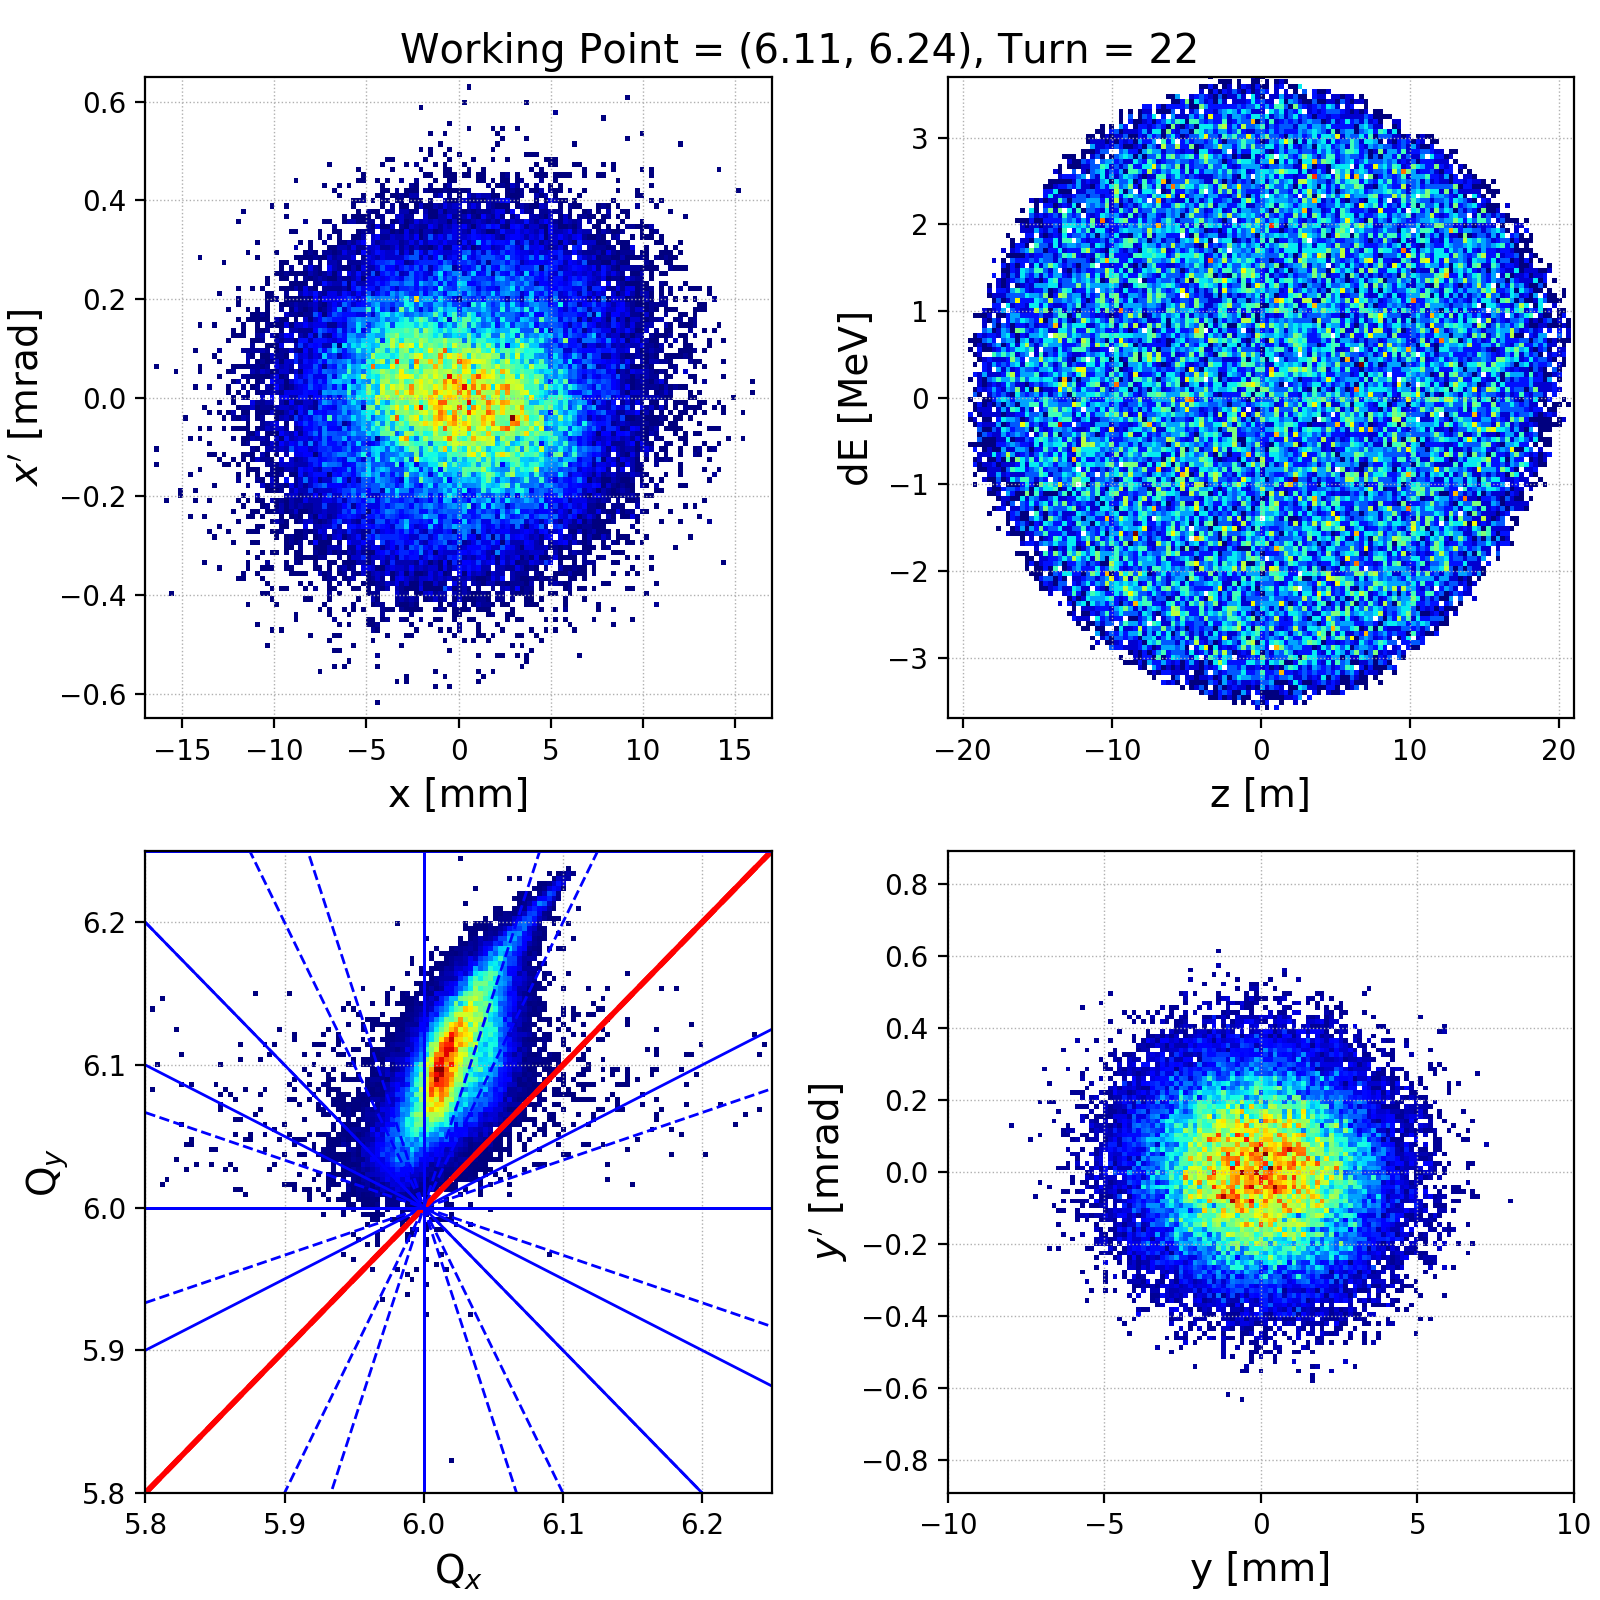 Working Point = (6.11, 6.24), Turn = 22
0.6
0.4
0.2
0.0
−0.2
−0.4
−0.6
x′ [mrad]
−15 −10 −5 0 5 10 15
x [mm]
3
2
1
0
−1
−2
−3
dE [MeV]
−20 −10 0 10 20
z [m]
6.2
6.1
6.0
5.9
5.8
Qy
5.8 5.9 6.0 6.1 6.2
Qx
0.8
0.6
0.4
0.2
0.0
−0.2
−0.4
−0.6
−0.8
y′ [mrad]
−10 −5 0 5 10
y [mm]